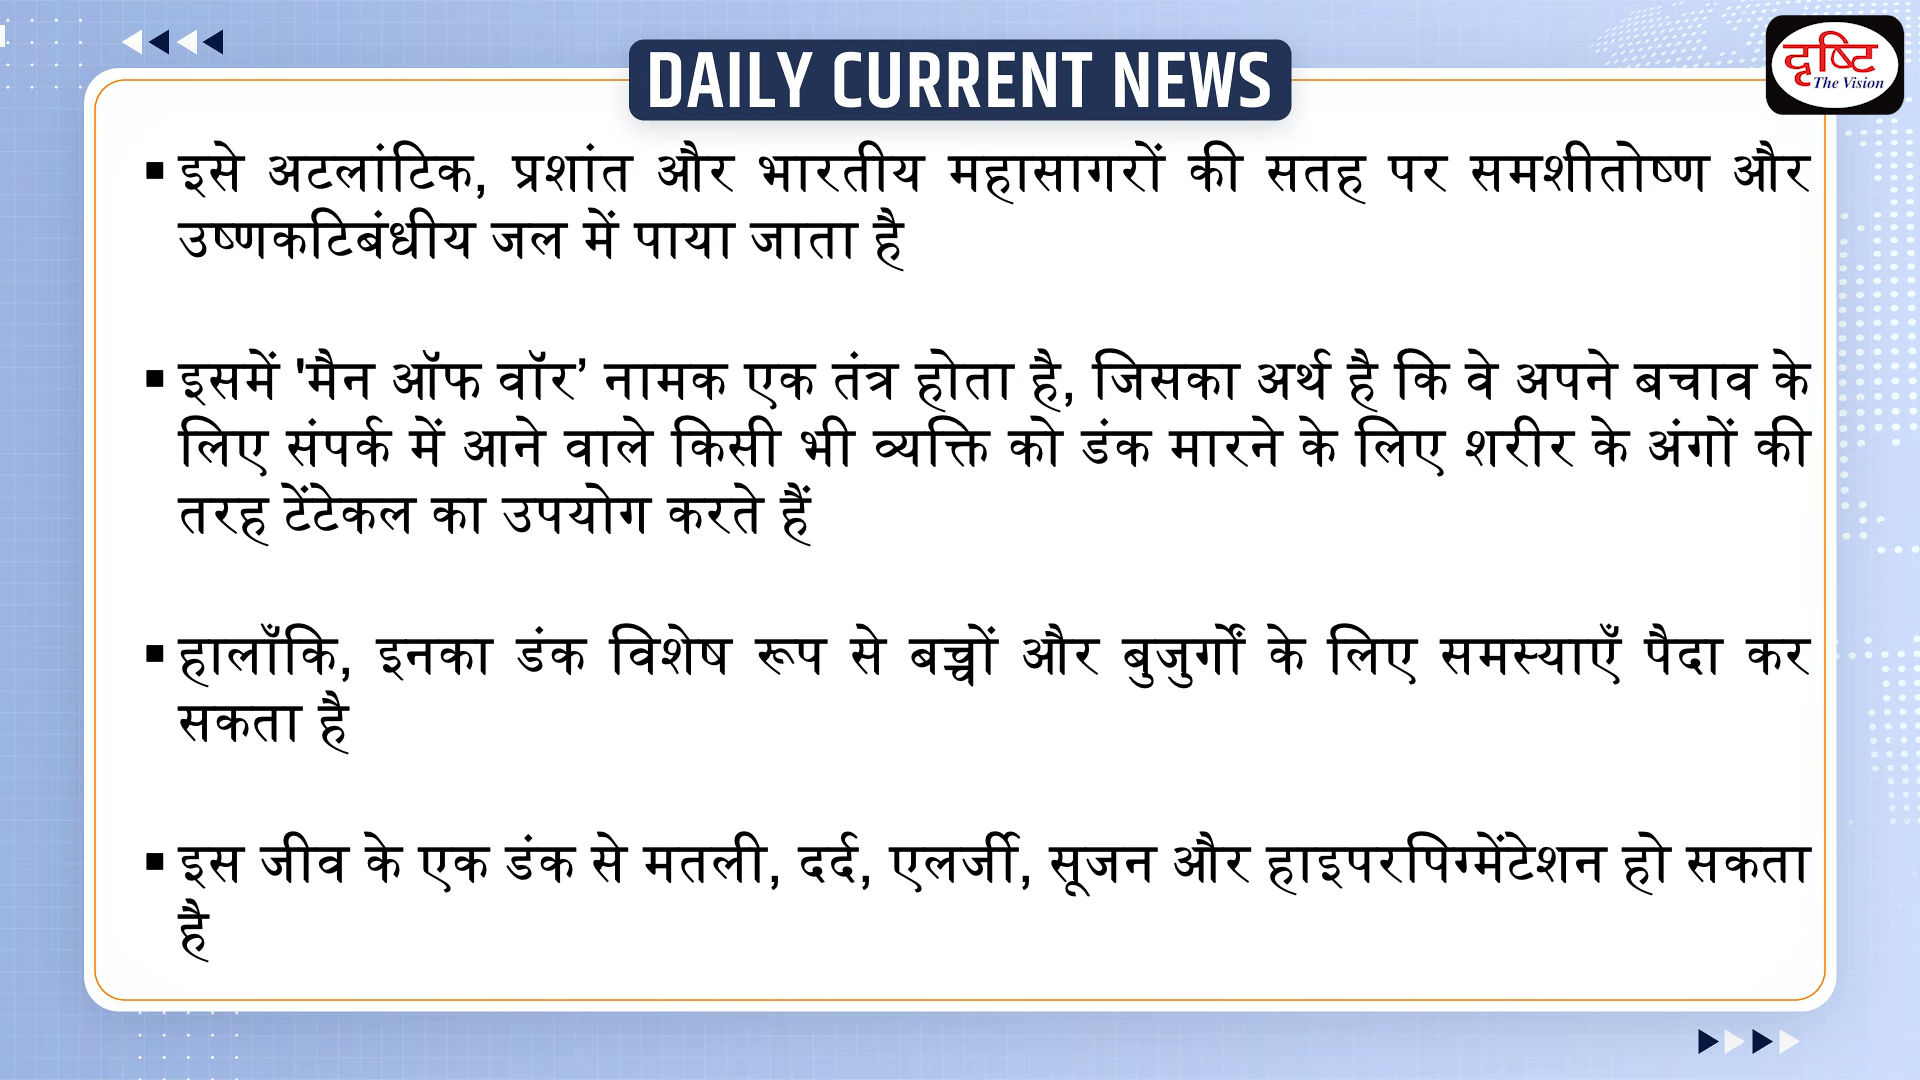 DAILY CURRENT NEWS
दृष्टि
The Vision
▪ इसे अटलांटिक, प्रशांत और भारतीय महासागरों की सतह पर समशीतोष्ण और
उष्णकटिबंधीय जल में पाया जाता है
▪ इसमें 'मैन ऑफ वॉर’ नामक एक तंत्र होता है, जिसका अर्थ है कि वे अपने बचाव के
लिए संपर्क में आने वाले किसी भी व्यक्ति को डंक मारने के लिए शरीर के अंगों की
तरह टेंटेकल का उपयोग करते हैं
▪ हालाँकि, इनका डंक विशेष रूप से बच्चों और बुजुर्गों के लिए समस्याएँ पैदा कर
सकता है
▪ इस जीव के एक डंक से मतली, दर्द, एलर्जी, सूजन और हाइपरपिग्मेंटेशन हो सकता
है